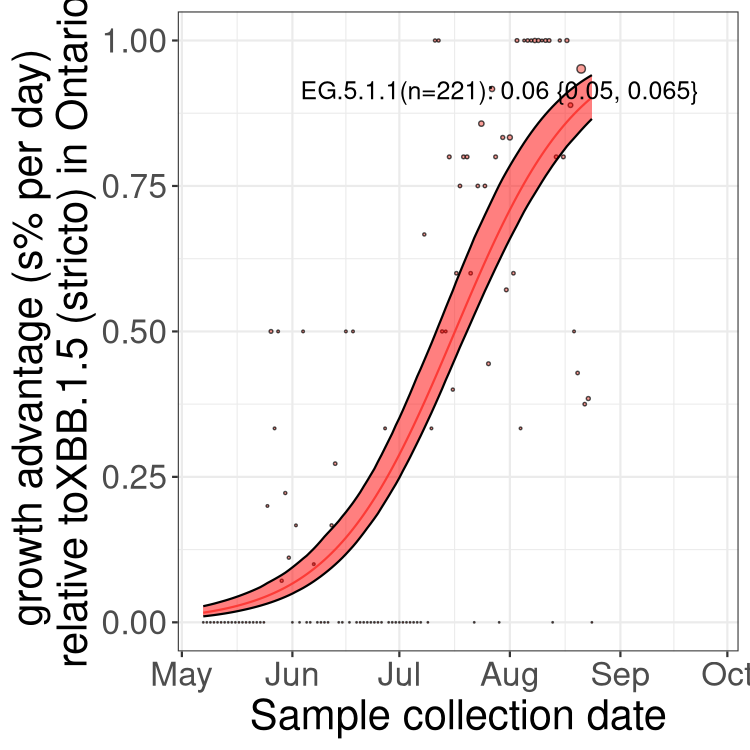 growth advantage (s% per day)
relative toXBB.1.5 (stricto) in Ontario
1.00
0.75
0.50
0.25
0.00
EG.5.1.1(n=221): 0.06 {0.05, 0.065}
May Jun Jul Aug Sep Oct
Sample collection date